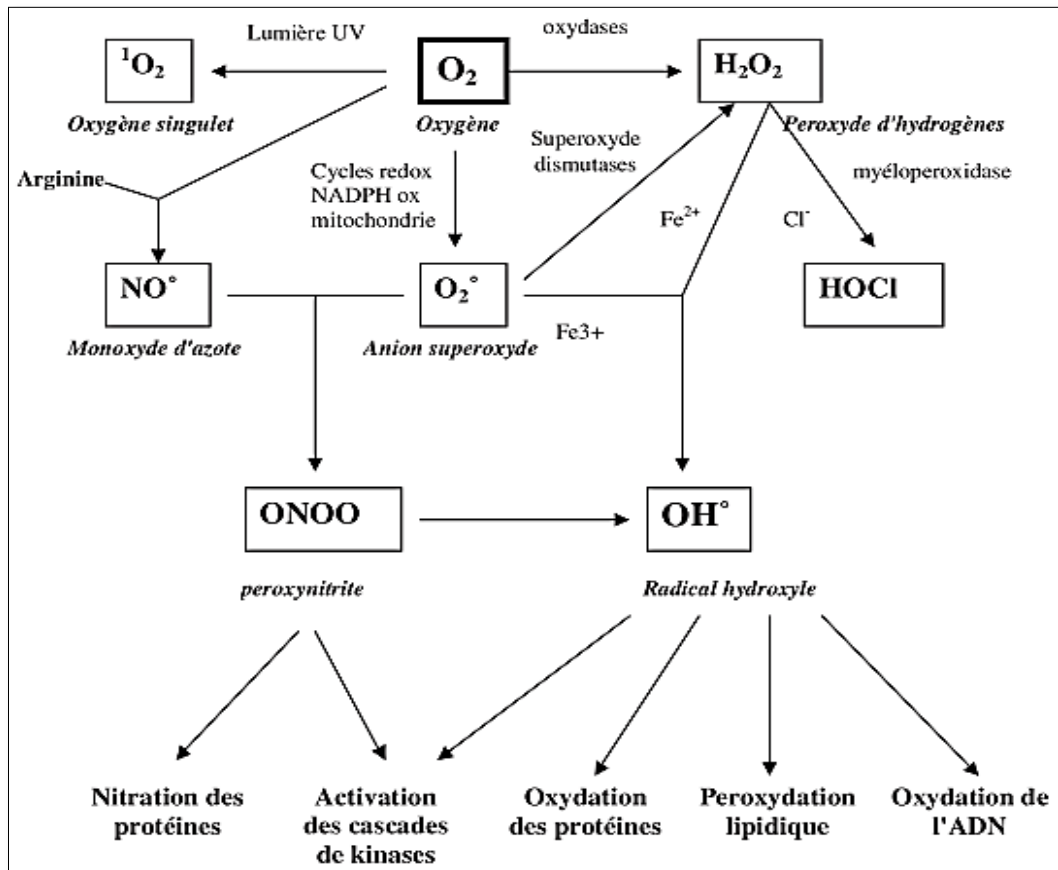 Lumière UV
oxydases
¹O₂
O₂
H₂O₂
Oxygène singulet
Oxygène
Peroxyde d'hydrogènes
Arginine
Cycles redox
NADPH ox
mitochondrie
Superoxyde
dismutases
myéloperoxidase
Fe²⁺
Cl⁻
NO°
O₂°
HOCl
Monoxyde d'azote
Anion superoxyde
Fe3+
ONOO
OH°
peroxynitrite
Radical hydroxyle
Nitration des
protéines
Activation
des cascades
de kinases
Oxydation
des protéines
Peroxydation
lipidique
Oxydation de
l'ADN